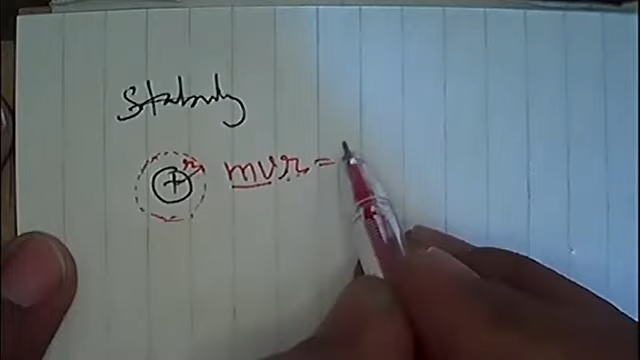 Stability
+ r mvr =